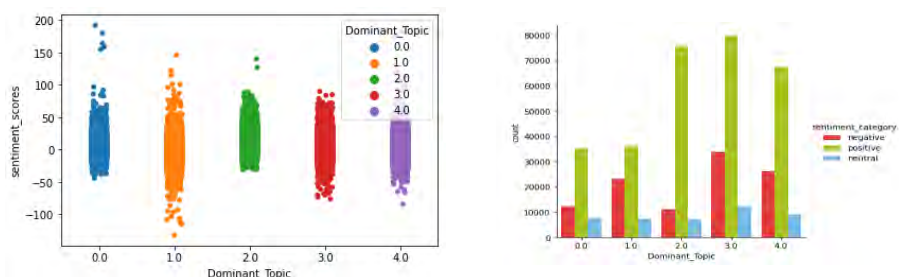 200
150
100
50
0
−50
−100
sentiment_scores
0.0 1.0 2.0 3.0 4.0
Dominant_Topic
Dominant_Topic
0.0
1.0
2.0
3.0
4.0
80000
70000
60000
50000
40000
30000
20000
10000
0
count
0.0 1.0 2.0 3.0 4.0
Dominant_Topic
sentiment_category
negative
positive
neutral